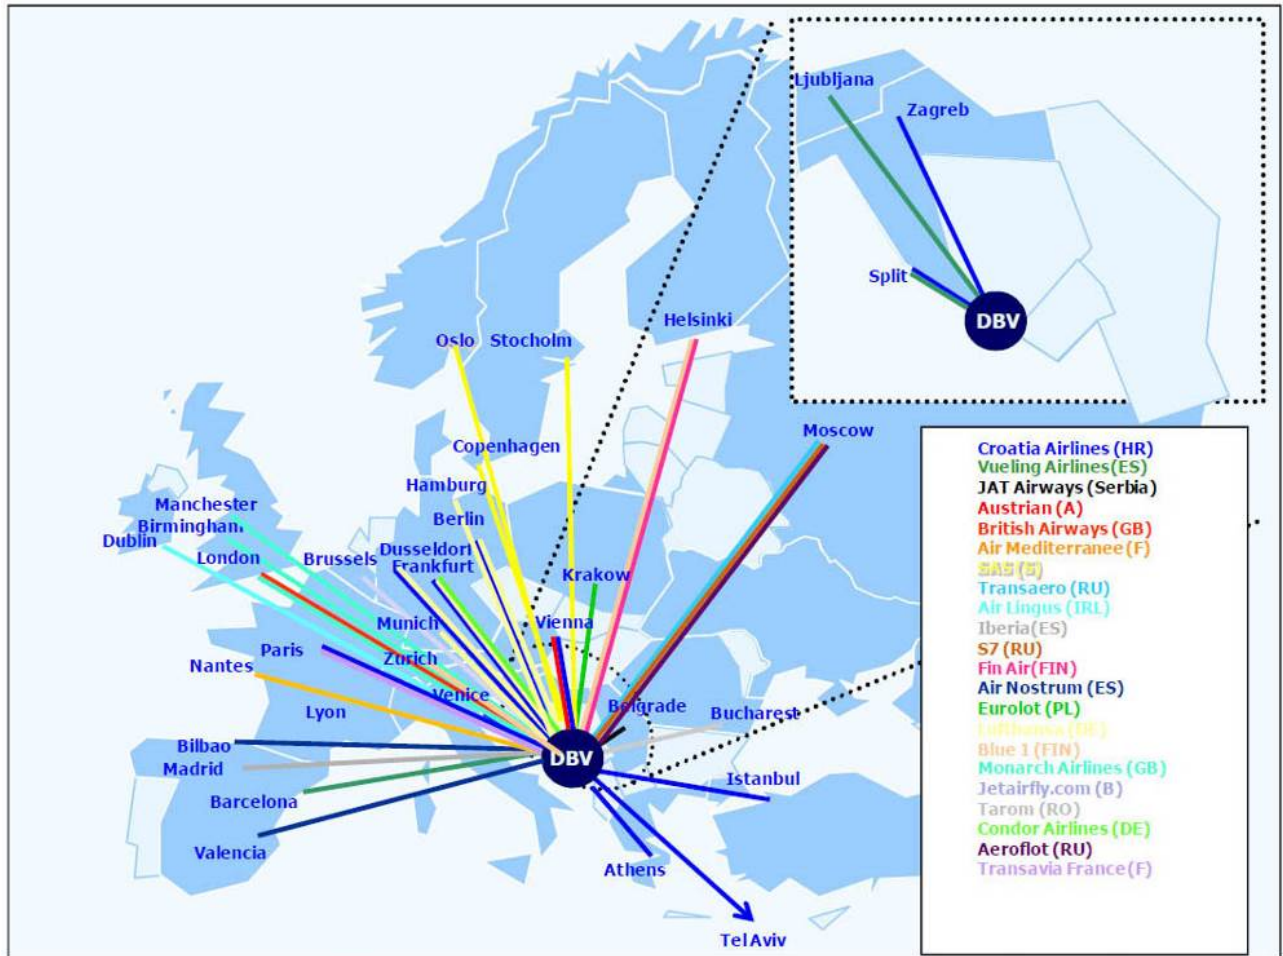 Ljubljana
Zagreb
Split
DBV
Helsinki
Oslo
Stocholm
Moscow
Copenhagen
Hamburg
Berlin
Manchester
Birmingham
Dublin
London
Brussels
Dusseldorf
Frankfurt
Krakow
Munich
Vienna
Paris
Zurich
Nantes
Venice
Lyon
Belgrade
Bucharest
Bilbao
DBV
Madrid
Istanbul
Barcelona
Valencia
Athens
Tel Aviv
Croatia Airlines (HR)
Vueling Airlines(ES)
JAT Airways (Serbia)
Austrian (A)
British Airways (GB)
Air Mediterranee (F)
SAS (S)
Transaero (RU)
Air Lingus (IRL)
Iberia(ES)
S7 (RU)
Fin Air(FIN)
Air Nostrum (ES)
Eurolot (PL)
Lufthansa (DE)
Blue 1 (FIN)
Monarch Airlines (GB)
Jetairfly.com (B)
Tarom (RO)
Condor Airlines (DE)
Aeroflot (RU)
Transavia France(F)